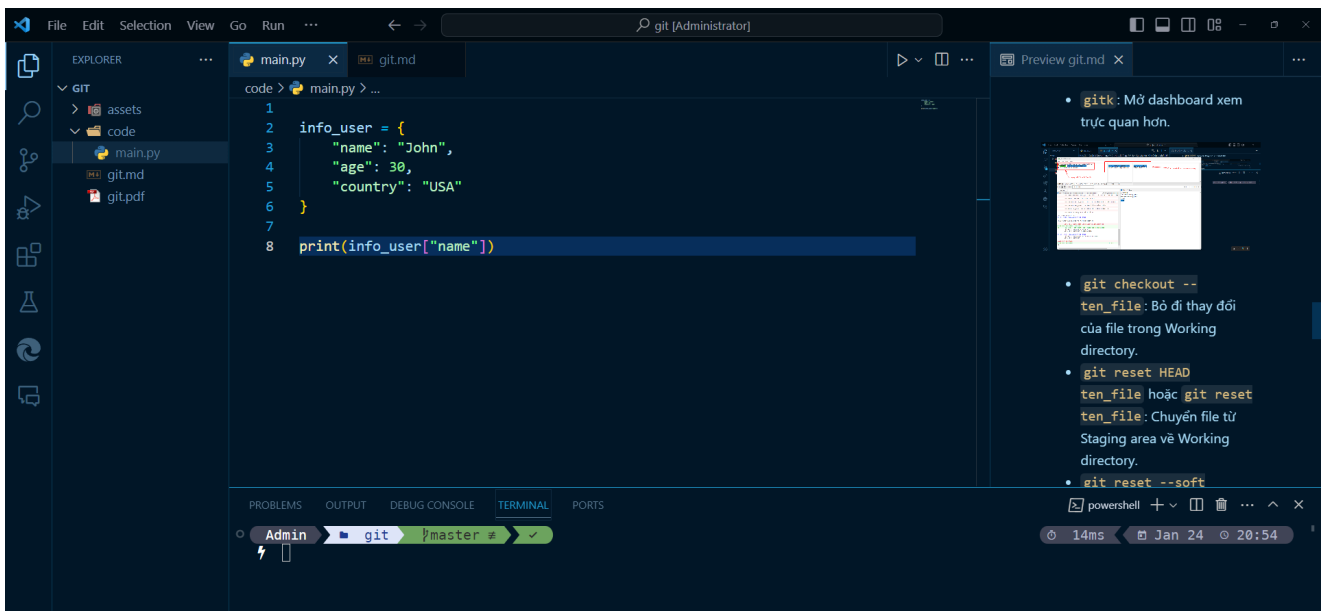 File Edit Selection View Go Run ···
git [Administrator]
EXPLORER ···
GIT
assets
code
main.py
git.md
git.pdf
main.py
git.md
code > main.py > ...
1
2 info_user = {
3 "name": "John",
4 "age": 30,
5 "country": "USA"
6 }
7
8 print(info_user["name"])
Preview git.md
• gitk: Mở dashboard xem
trực quan hơn.
• git checkout --
ten_file: Bỏ đi thay đổi
của file trong Working
directory.
• git reset HEAD
ten_file hoặc git reset
ten_file: Chuyển file từ
Staging area về Working
directory.
• git reset --soft
PROBLEMS OUTPUT DEBUG CONSOLE TERMINAL PORTS
powershell
Admin git master ≢
14ms Jan 24 20:54